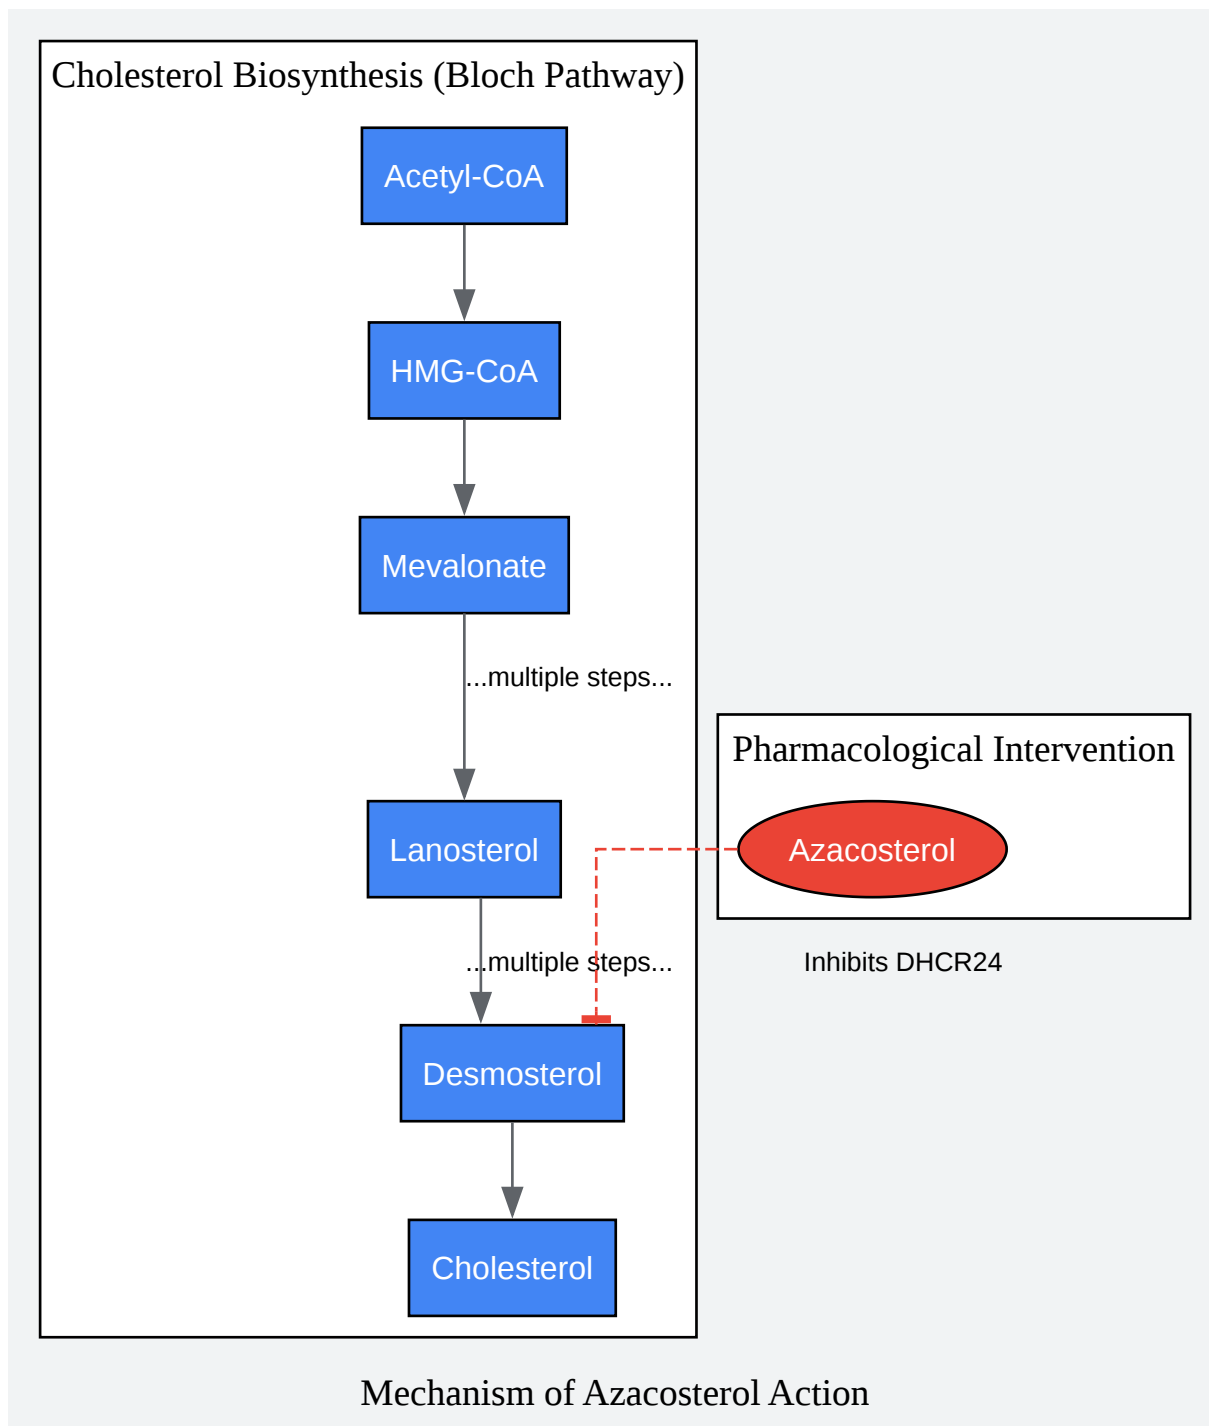 Cholesterol Biosynthesis (Bloch Pathway)
Acetyl-CoA
HMG-CoA
Mevalonate
...multiple steps...
Pharmacological Intervention
Lanosterol
Azacosterol
...multiple steps...
Inhibits DHCR24
Desmosterol
Cholesterol
Mechanism of Azacosterol Action